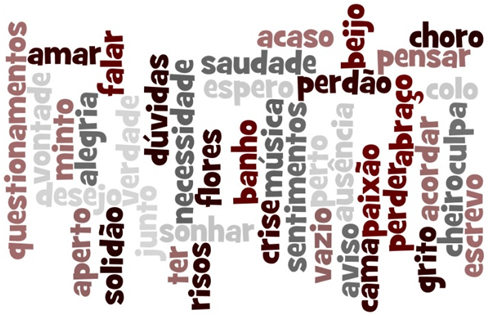 questionamentos
amar
vontade
minto
falar
alegria
desejo
verdade
aperto
solidão
dúvidas
junto
necessidade
sonhar
ter
risos
flores
saudade
espero
banho
acaso
música
crise
sentimentos
perdão
beijo
perto
ausência
vazio
aviso
paixão
cama
pensar
abraço
perder
choro
colo
acordar
culpa
cheiro
grito
escrevo